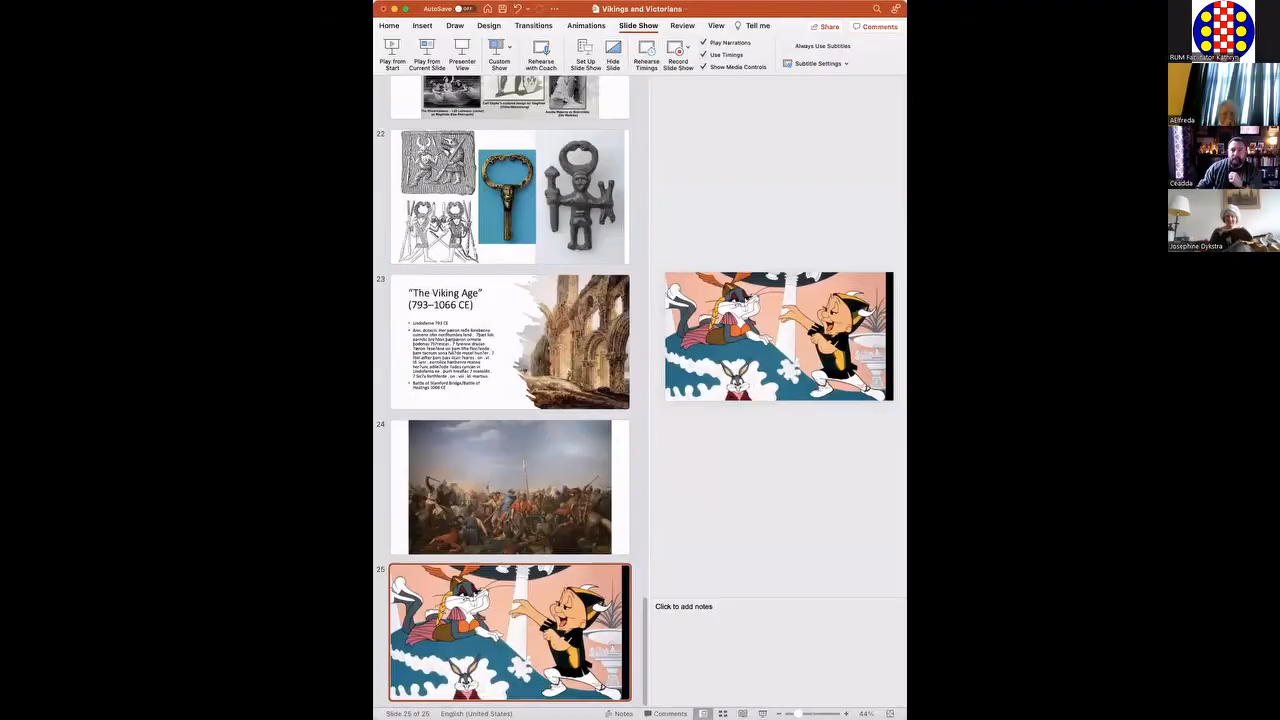 AutoSave OFF
Vikings and Victorians
Home Insert Draw Design Transitions Animations Slide Show Review View Tell me Share Comments
Play from Start
Play from Current Slide
Presenter View
Custom Show
Rehearse with Coach
Set Up Slide Show
Hide Slide
Rehearse Timings
Record Slide Show
Play Narrations
Use Timings
Show Media Controls
Always Use Subtitles
Subtitle Settings
22
23
"The Viking Age"
(793–1066 CE)
Lindisfarne 793 CE
Battle of Stamford Bridge/Battle of
Hastings 1066 CE
24
25
Click to add notes
Slide 25 of 25 English (United States) Notes Comments 44%
RUM Facilitator Kathryn
AElfreda
Ceadda
Josephine Dykstra